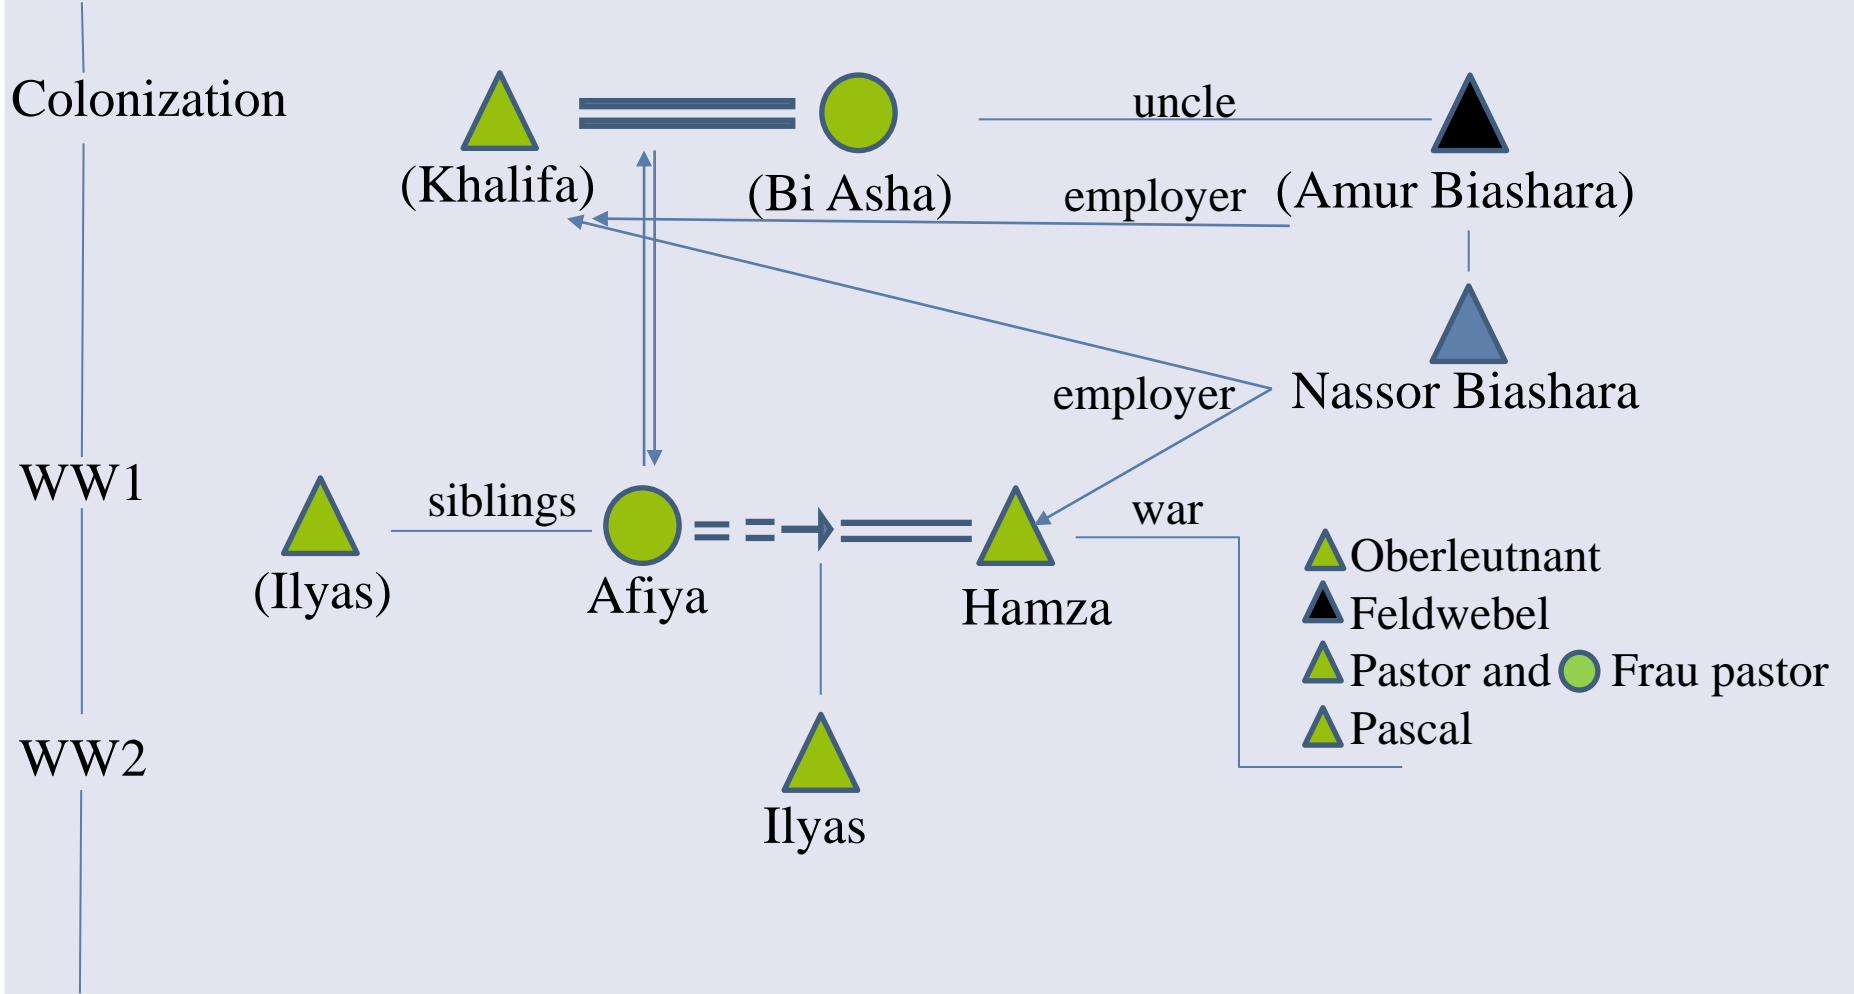 Colonization
uncle
(Khalifa)
(Bi Asha)
employer
(Amur Biashara)
employer
Nassor Biashara
WW1
siblings
war
(Ilyas)
Afiya
Hamza
Oberleutnant
Feldwebel
Pastor and Frau pastor
Pascal
WW2
Ilyas